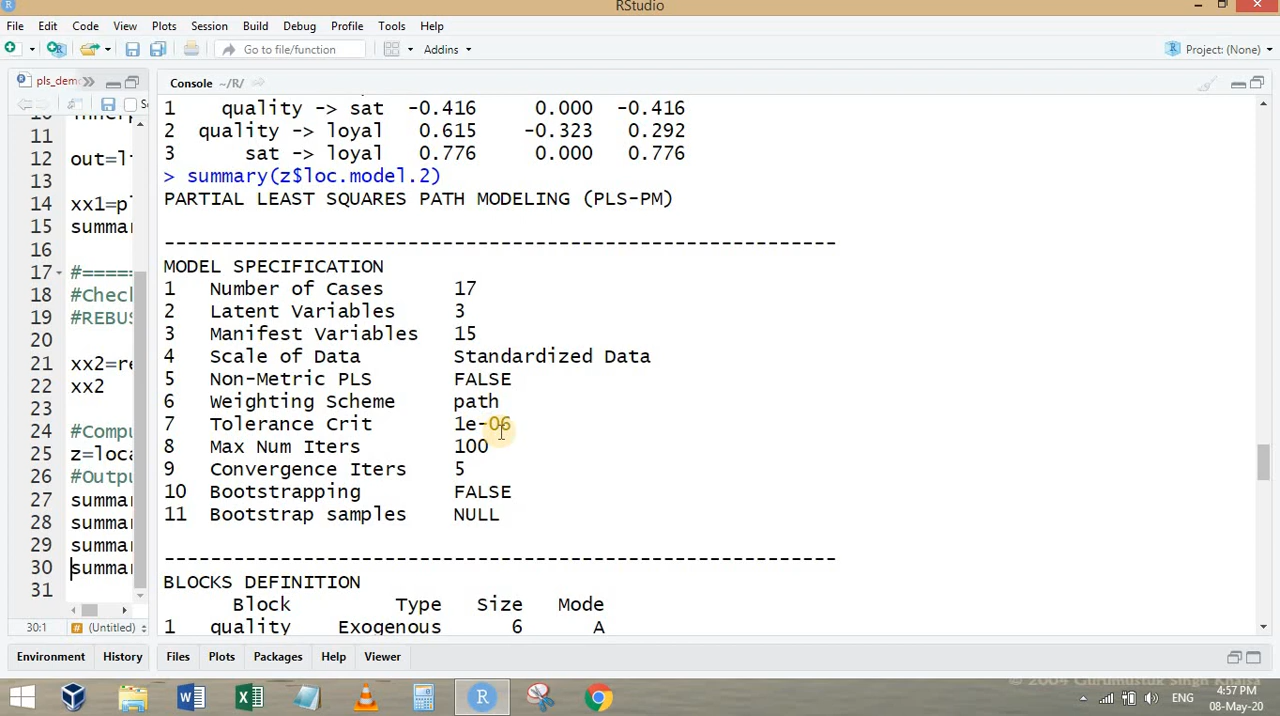 RStudio
File Edit Code View Plots Session Build Debug Profile Tools Help
Go to file/function Addins Project: (None)
pls_dem Console ~/R/
S
11
12 out=l
13
14 xx1=p
15 summa
16
17 #=====
18 #Chec
19 #REBUS
20
21 xx2=re
22 xx2
23
24 #Comp
25 z=loca
26 #Outp
27 summa
28 summa
29 summa
30 summa
31
30:1 (Untitled)
1 quality -> sat -0.416 0.000 -0.416
2 quality -> loyal 0.615 -0.323 0.292
3 sat -> loyal 0.776 0.000 0.776
> summary(z$loc.model.2)
PARTIAL LEAST SQUARES PATH MODELING (PLS-PM)
----------------------------------------------------------
MODEL SPECIFICATION
1 Number of Cases 17
2 Latent Variables 3
3 Manifest Variables 15
4 Scale of Data Standardized Data
5 Non-Metric PLS FALSE
6 Weighting Scheme path
7 Tolerance Crit 1e-06
8 Max Num Iters 100
9 Convergence Iters 5
10 Bootstrapping FALSE
11 Bootstrap samples NULL
----------------------------------------------------------
BLOCKS DEFINITION
Block Type Size Mode
1 quality Exogenous 6 A
Environment History Files Plots Packages Help Viewer
© 2004 Gurumustuk Singh Khalsa
ENG 4:57 PM
08-May-20